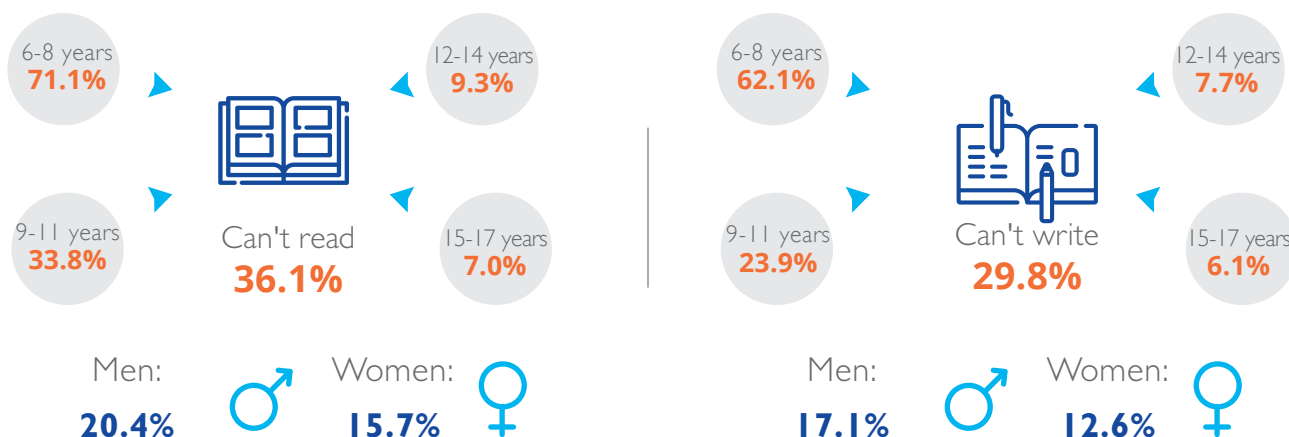 6-8 years
71.1%
12-14 years
9.3%
9-11 years
33.8%
15-17 years
7.0%
Can't read
36.1%
Men:
20.4%
Women:
15.7%
6-8 years
62.1%
12-14 years
7.7%
9-11 years
23.9%
15-17 years
6.1%
Can't write
29.8%
Men:
17.1%
Women:
12.6%